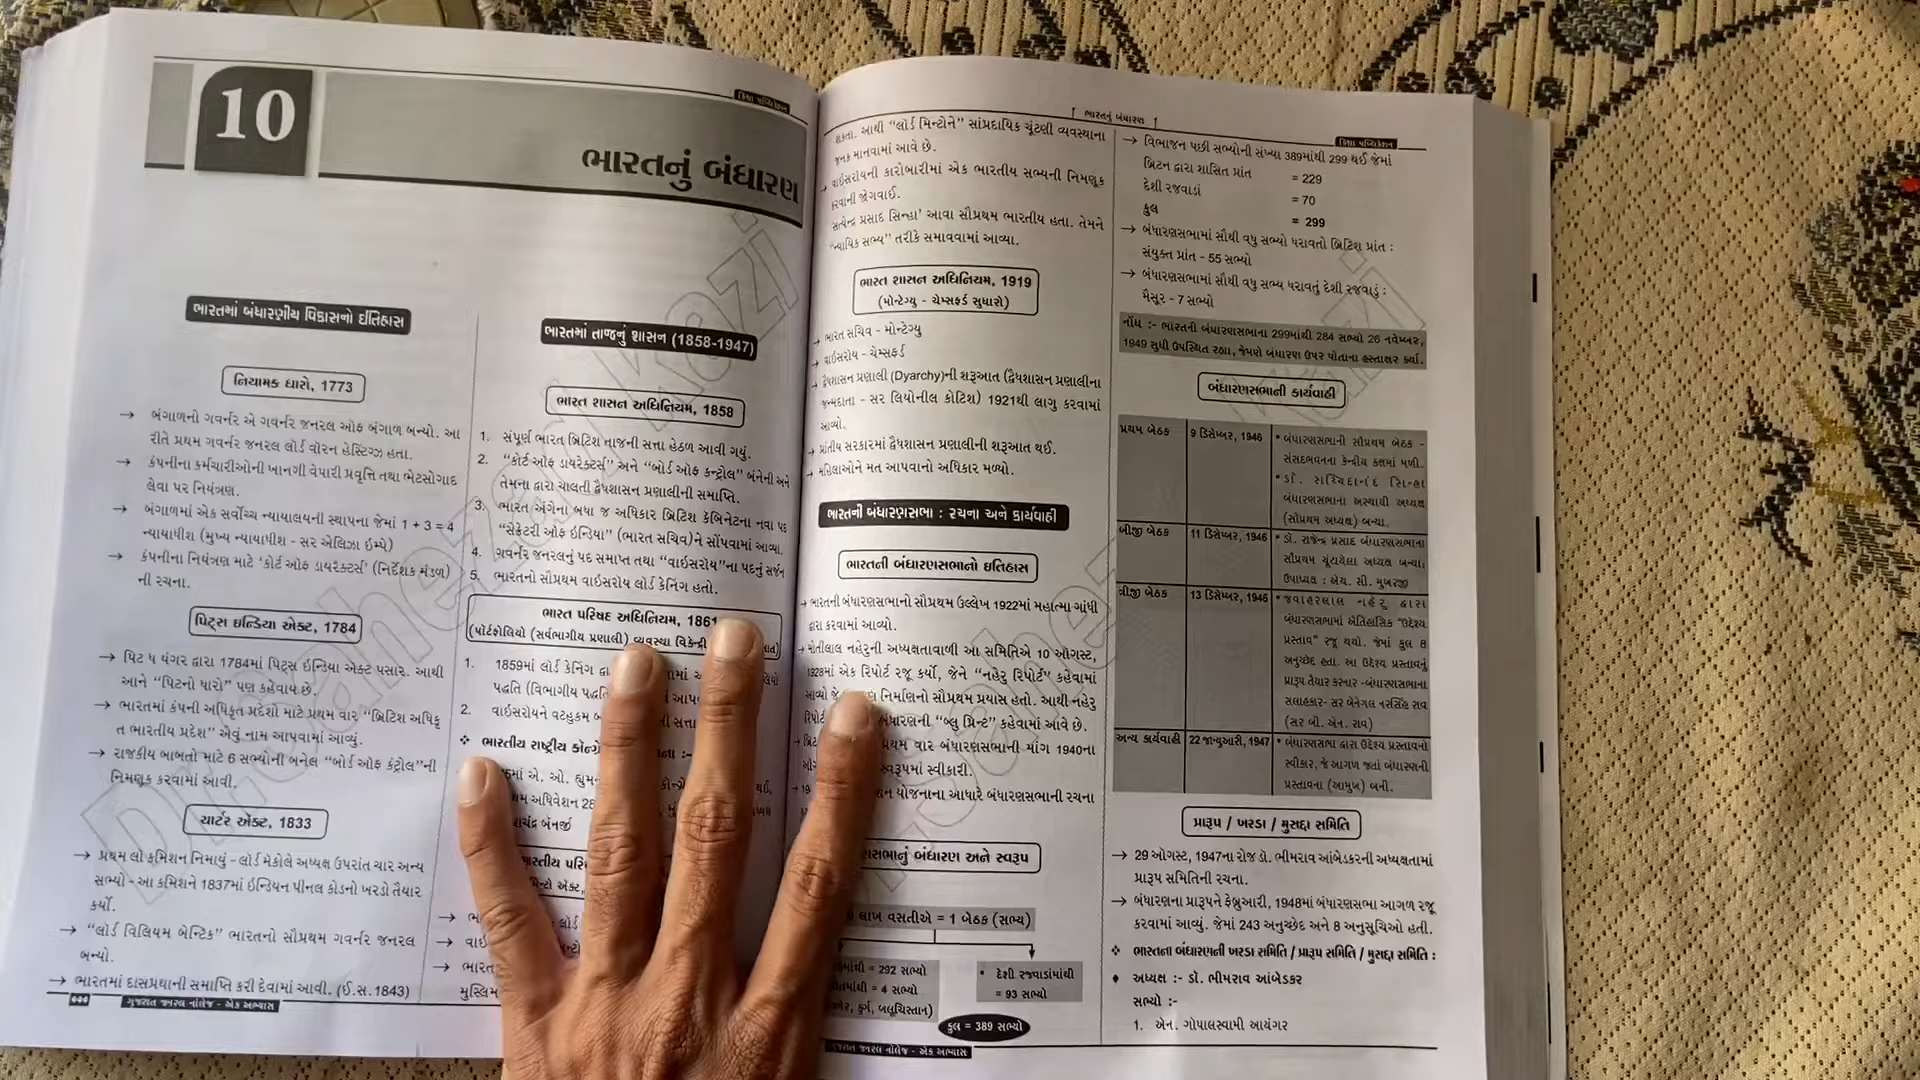 10
ભારતનું બંધારણ
ભારતમાં બંધારણીય વિકાસનો ઈતિહાસ
નિયામક ધારો, 1773
→ બંગાળનો ગવર્નર એ ગવર્નર જનરલ ઓફ બંગાળ બન્યો. આ
રીતે પ્રથમ ગવર્નર જનરલ લોર્ડ વૉરન હેસ્ટિંગ્ઝ હતા.
→ કંપનીના કર્મચારીઓની ખાનગી વેપારી પ્રવૃત્તિ તથા ભેટસોગાદ
લેવા પર નિયંત્રણ.
→ બંગાળમાં એક સર્વોચ્ચ ન્યાયાલયની સ્થાપના જેમાં 1 + 3 = 4
ન્યાયાધીશ (મુખ્ય ન્યાયાધીશ - સર એલિઝા ઇમ્પે)
→ કંપનીના નિયંત્રણ માટે ‘કોર્ટ ઓફ ડાયરેક્ટર્સ’ (નિર્દેશક મંડળ)
ની રચના.
પિટ્સ ઇન્ડિયા એક્ટ, 1784
→ પિટ ધ યંગર દ્વારા 1784માં પિટ્સ ઇન્ડિયા એક્ટ પસાર. આથી
આને “પિટનો ધારો” પણ કહેવાય છે.
→ ભારતમાં કંપની અધિકૃત પ્રદેશો માટે પ્રથમ વાર “બ્રિટિશ અધિકૃ
ત ભારતીય પ્રદેશ” એવું નામ આપવામાં આવ્યું.
→ રાજકીય બાબતો માટે 6 સભ્યોની બનેલ “બોર્ડ ઓફ કંટ્રોલ”ની
નિમણૂક કરવામાં આવી.
ચાર્ટર એક્ટ, 1833
→ પ્રથમ લો કમિશન નિમાયું - લોર્ડ મેકોલે અધ્યક્ષ ઉપરાંત ચાર અન્ય
સભ્યો - આ કમિશને 1837માં ઇન્ડિયન પીનલ કોડનો ખરડો તૈયાર
કર્યો.
→ “લોર્ડ વિલિયમ બેન્ટિક” ભારતનો સૌપ્રથમ ગવર્નર જનરલ
બન્યો.
→ ભારતમાં દાસપ્રથાની સમાપ્તિ કરી દેવામાં આવી. (ઈ.સ.1843)
ગુજરાત જનરલ નોલેજ - એક અભ્યાસ
ભારતમાં તાજનું શાસન (1858-1947)
ભારત શાસન અધિનિયમ, 1858
1. સંપૂર્ણ ભારત બ્રિટિશ તાજની સત્તા હેઠળ આવી ગયું.
2. “કોર્ટ ઓફ ડાયરેક્ટર્સ” અને “બોર્ડ ઓફ કન્ટ્રોલ” બંનેની અને
તેમના દ્વારા ચાલતી દ્વૈધશાસન પ્રણાલીની સમાપ્તિ.
3. ભારત અંગેના બધા જ અધિકાર બ્રિટિશ કેબિનેટના નવા પદ
“સેક્રેટરી ઓફ ઇન્ડિયા” (ભારત સચિવ)ને સોંપવામાં આવ્યા.
4. ગવર્નર જનરલનું પદ સમાપ્ત તથા “વાઇસરોય”ના પદનું સર્જન
5. ભારતનો સૌપ્રથમ વાઇસરોય લોર્ડ કેનિંગ હતો.
ભારત પરિષદ અધિનિયમ, 1861
(પોર્ટફોલિયો (સર્વભાગીય પ્રણાલી) વ્યવસ્થા
1. 1859માં લોર્ડ કેનિંગ
પદ્ધતિ (વિભાગીય
2. વાઇસરોયને વટહુકમ
સત્તા
❖ ભારતીય રાષ્ટ્રીય
એ. ઓ.
અધિવેશન 28
બેનર્જી
→
→
→ ભારત
મુસ્લિમ
ભારતનું બંધારણ
શકતા. આથી “લૉર્ડ મિન્ટોને” સાંપ્રદાયિક ચૂંટણી વ્યવસ્થાના
જનક માનવામાં આવે છે.
→ વાઇસરોયની કારોબારીમાં એક ભારતીય સભ્યની નિમણૂક
કરવાની જોગવાઈ.
સત્યેન્દ્ર પ્રસાદ સિન્હા’ આવા સૌપ્રથમ ભારતીય હતા. તેમને
“ન્યાયિક સભ્ય” તરીકે સમાવવામાં આવ્યા.
ભારત શાસન અધિનિયમ, 1919
(મોન્ટેગ્યુ - ચેમ્સફર્ડ સુધારો)
→ ભારત સચિવ - મોન્ટેગ્યુ
→ વાઇસરોય - ચેમ્સફર્ડ
→ દ્વૈધશાસન પ્રણાલી (Dyarchy)ની શરૂઆત (દ્વૈધશાસન પ્રણાલીના
જન્મદાતા - સર લિયોનીલ કોટિશ) 1921થી લાગુ કરવામાં
આવ્યો.
→ પ્રાંતીય સરકારમાં દ્વૈધશાસન પ્રણાલીની શરૂઆત થઈ.
→ મહિલાઓને મત આપવાનો અધિકાર મળ્યો.
ભારતની બંધારણસભા : રચના અને કાર્યવાહી
ભારતની બંધારણસભાનો ઇતિહાસ
→ ભારતની બંધારણસભાનો સૌપ્રથમ ઉલ્લેખ 1922માં મહાત્મા ગાંધી
દ્વારા કરવામાં આવ્યો.
→ મોતીલાલ નહેરુની અધ્યક્ષતાવાળી આ સમિતિએ 10 ઓગસ્ટ,
1928માં એક રિપોર્ટ રજૂ કર્યો, જેને “નહેરુ રિપોર્ટ” કહેવામાં
આવ્યો નિર્માણનો સૌપ્રથમ પ્રયાસ હતો. આથી નહેરુ
બંધારણની “બ્લુ પ્રિન્ટ” કહેવામાં આવે છે.
વાર બંધારણસભાની માંગ 1940ના
સ્વરૂપમાં સ્વીકારી.
યોજનાના આધારે બંધારણસભાની રચના
બંધારણ અને સ્વરૂપ
લાખ વસતીએ = 1 બેઠક (સભ્ય)
= 292 સભ્યો
= 4 સભ્યો
કુર્ગ, બલૂચિસ્તાન)
• દેશી રજવાડાંમાંથી
= 93 સભ્યો
કુલ = 389 સભ્યો
ગુજરાત જનરલ નોલેજ - એક અભ્યાસ
→ વિભાજન પછી સભ્યોની સંખ્યા 389માંથી 299 થઈ જેમાં
બ્રિટન દ્વારા શાસિત પ્રાંત = 229
દેશી રજવાડાં = 70
કુલ = 299
→ બંધારણસભામાં સૌથી વધુ સભ્યો ધરાવતો બ્રિટિશ પ્રાંત :
સંયુક્ત પ્રાંત - 55 સભ્યો
→ બંધારણસભામાં સૌથી વધુ સભ્ય ધરાવતું દેશી રજવાડું :
મૈસૂર - 7 સભ્યો
નોંધ :- ભારતની બંધારણસભાના 299માંથી 284 સભ્યો 26 નવેમ્બર,
1949 સુધી ઉપસ્થિત રહ્યા, જેમણે બંધારણ ઉપર પોતાના હસ્તાક્ષર કર્યા.
બંધારણસભાની કાર્યવાહી
પ્રથમ બેઠક 9 ડિસેમ્બર, 1946 • બંધારણસભાની સૌપ્રથમ બેઠક -
સંસદભવનના કેન્દ્રીય કક્ષમાં મળી.
• ડૉ. સચ્ચિદાનંદ સિન્હા
બંધારણસભાના અસ્થાયી અધ્યક્ષ
(સૌપ્રથમ અધ્યક્ષ) બન્યા.
બીજી બેઠક 11 ડિસેમ્બર, 1946 • ડૉ. રાજેન્દ્ર પ્રસાદ બંધારણસભાના
સૌપ્રથમ ચૂંટાયેલા અધ્યક્ષ બન્યા.
ઉપાધ્યક્ષ : એચ. સી. મુખરજી
ત્રીજી બેઠક 13 ડિસેમ્બર, 1946 • જવાહરલાલ નહેરુ દ્વારા
બંધારણસભામાં ઐતિહાસિક “ઉદ્દેશ્ય
પ્રસ્તાવ” રજૂ થયો. જેમાં કુલ 8
અનુચ્છેદ હતા. આ ઉદ્દેશ્ય પ્રસ્તાવનું
પ્રારૂપ તૈયાર કરનાર -બંધારણસભાના
સલાહકાર- સર બેનેગલ નરસિંહ રાવ
(સર બી. એન. રાવ)
અન્ય કાર્યવાહી 22 જાન્યુઆરી, 1947 • બંધારણસભા દ્વારા ઉદ્દેશ્ય પ્રસ્તાવનો
સ્વીકાર, જે આગળ જતાં બંધારણની
પ્રસ્તાવના (આમુખ) બની.
પ્રારૂપ / ખરડા / મુસદ્દા સમિતિ
→ 29 ઓગસ્ટ, 1947ના રોજ ડૉ. ભીમરાવ આંબેડકરની અધ્યક્ષતામાં
પ્રારૂપ સમિતિની રચના.
→ બંધારણના પ્રારૂપને ફેબ્રુઆરી, 1948માં બંધારણસભા આગળ રજૂ
કરવામાં આવ્યું. જેમાં 243 અનુચ્છેદ અને 8 અનુસૂચિઓ હતી.
❖ ભારતના બંધારણની ખરડા સમિતિ / પ્રારૂપ સમિતિ / મુસદ્દા સમિતિ :
♦ અધ્યક્ષ :- ડૉ. ભીમરાવ આંબેડકર
સભ્યો :-
1. એન. ગોપાલસ્વામી આયંગર